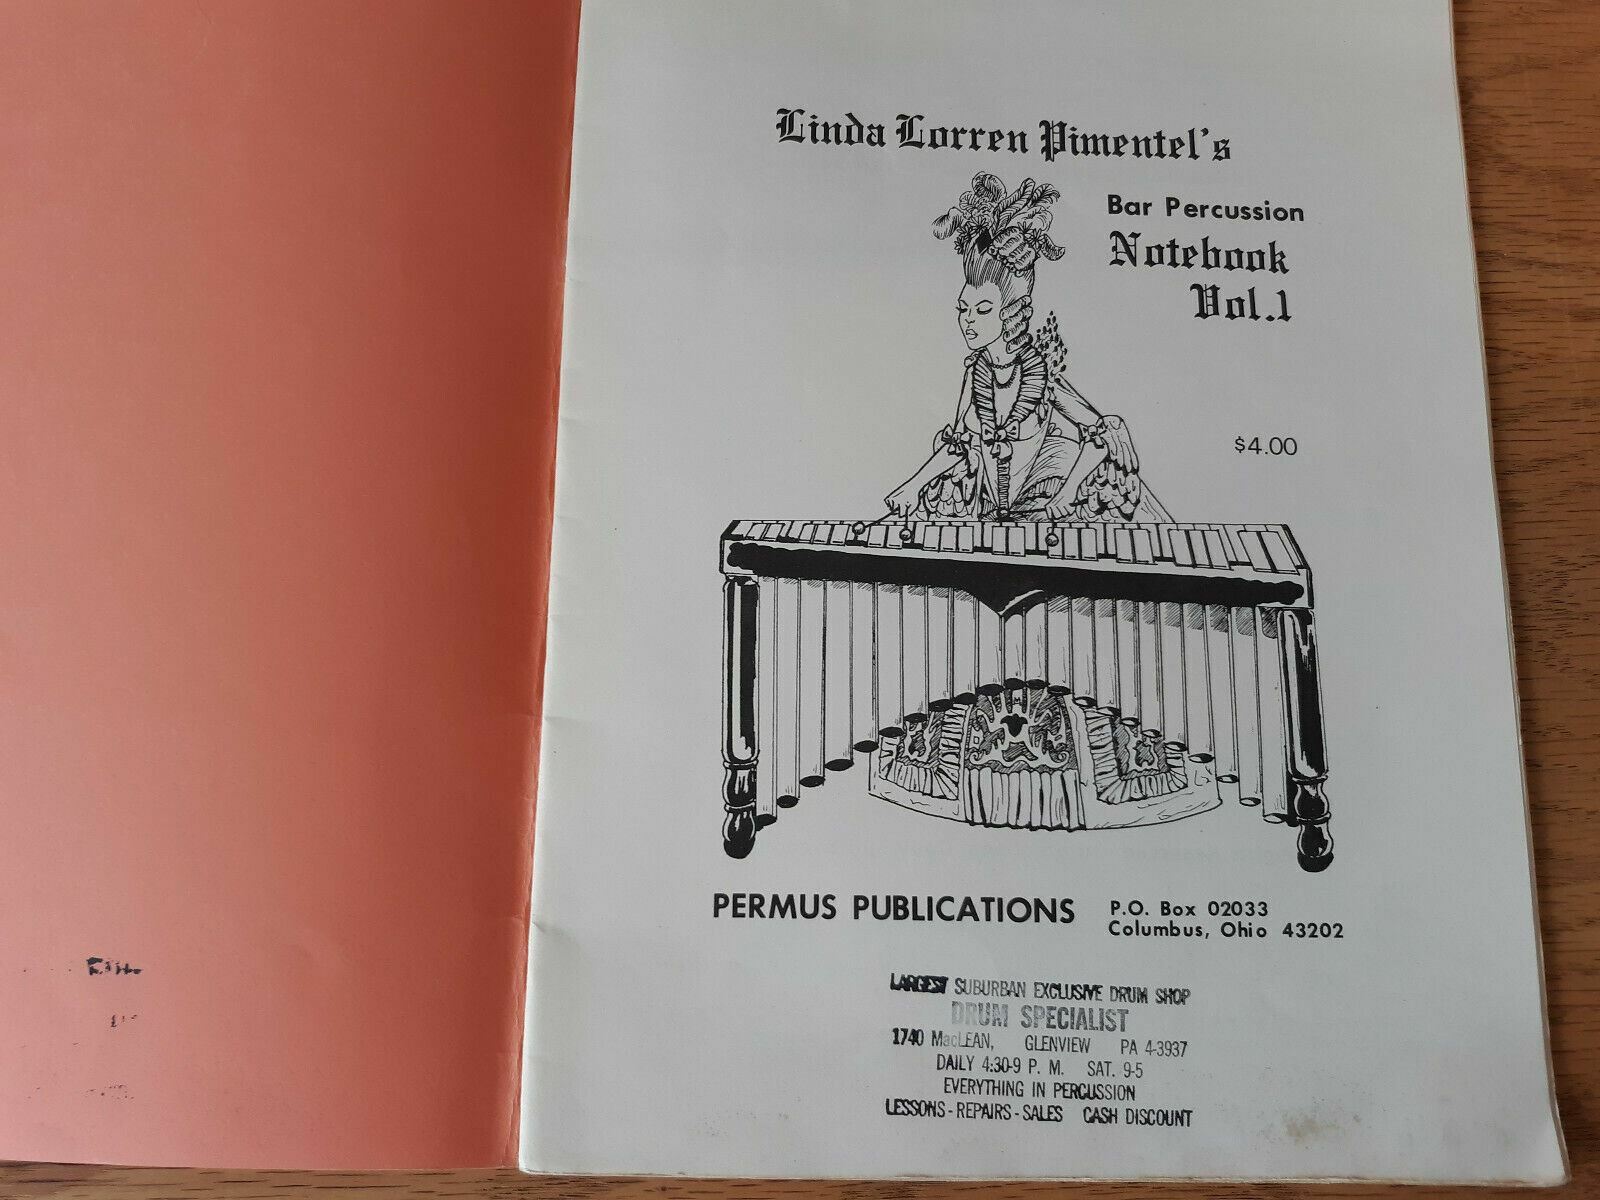 Linda Lorren Pimentel's
Bar Percussion
Notebook
Vol.1
$4.00
PERMUS PUBLICATIONS
P.O. Box 02033
Columbus, Ohio 43202
LARGEST SUBURBAN EXCLUSIVE DRUM SHOP
DRUM SPECIALIST
1740 MacLEAN, GLENVIEW PA 4-3937
DAILY 4:30-9 P. M. SAT. 9-5
EVERYTHING IN PERCUSSION
LESSONS - REPAIRS - SALES CASH DISCOUNT